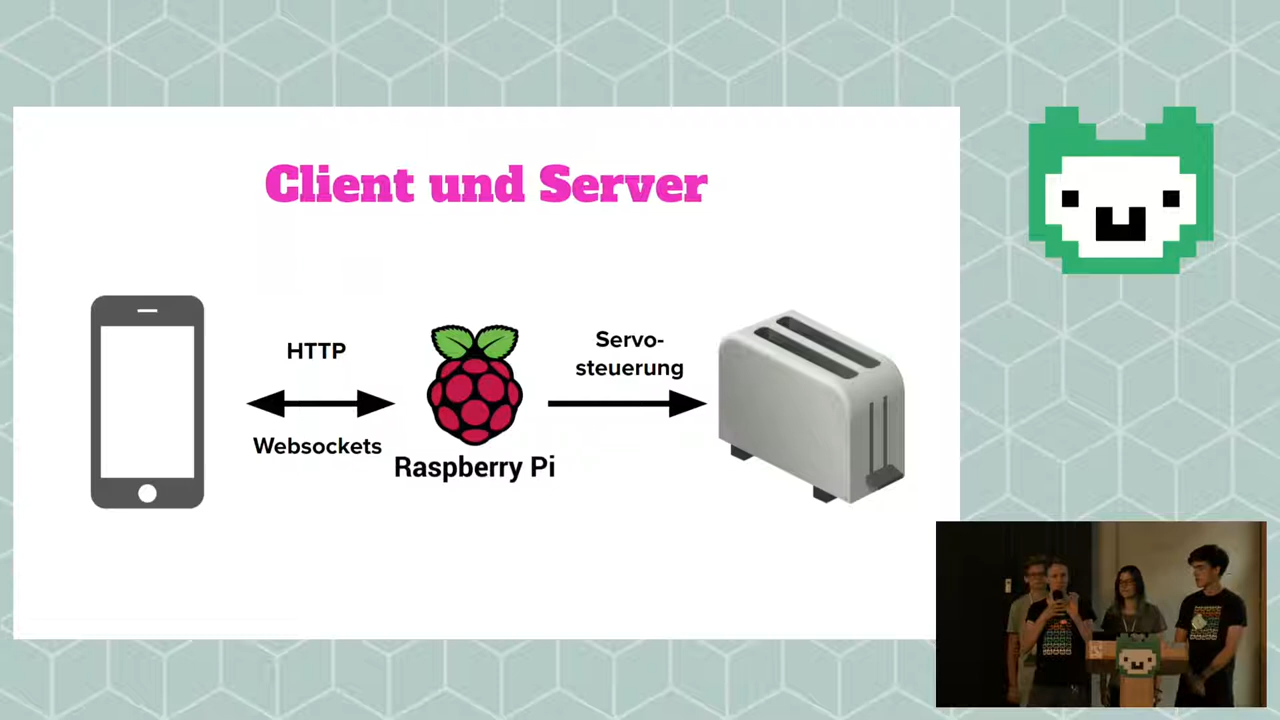 Client und Server
HTTP
Websockets
Raspberry Pi
Servo-
steuerung